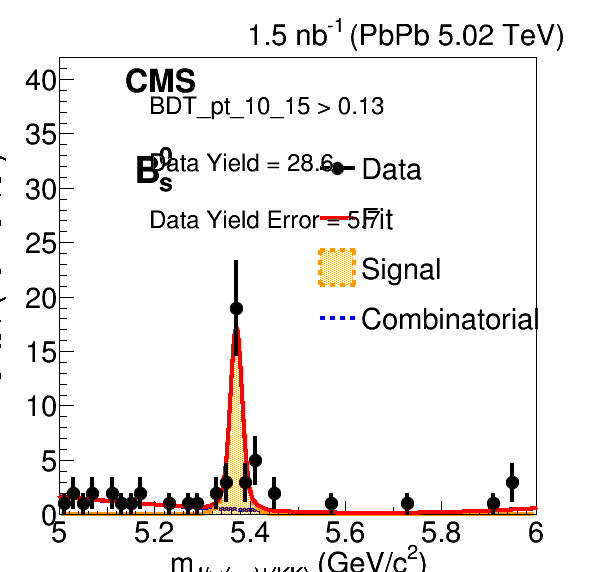 1.5 nb-1 (PbPb 5.02 TeV)
CMS
BDT_pt_10_15 > 0.13
B0s
Data Yield = 28.6
Data Yield Error = 5.7
Data
Fit
Signal
Combinatorial
40
35
30
25
20
15
10
5
0
5
5.2
5.4
5.6
5.8
6
m (GeV/c2)